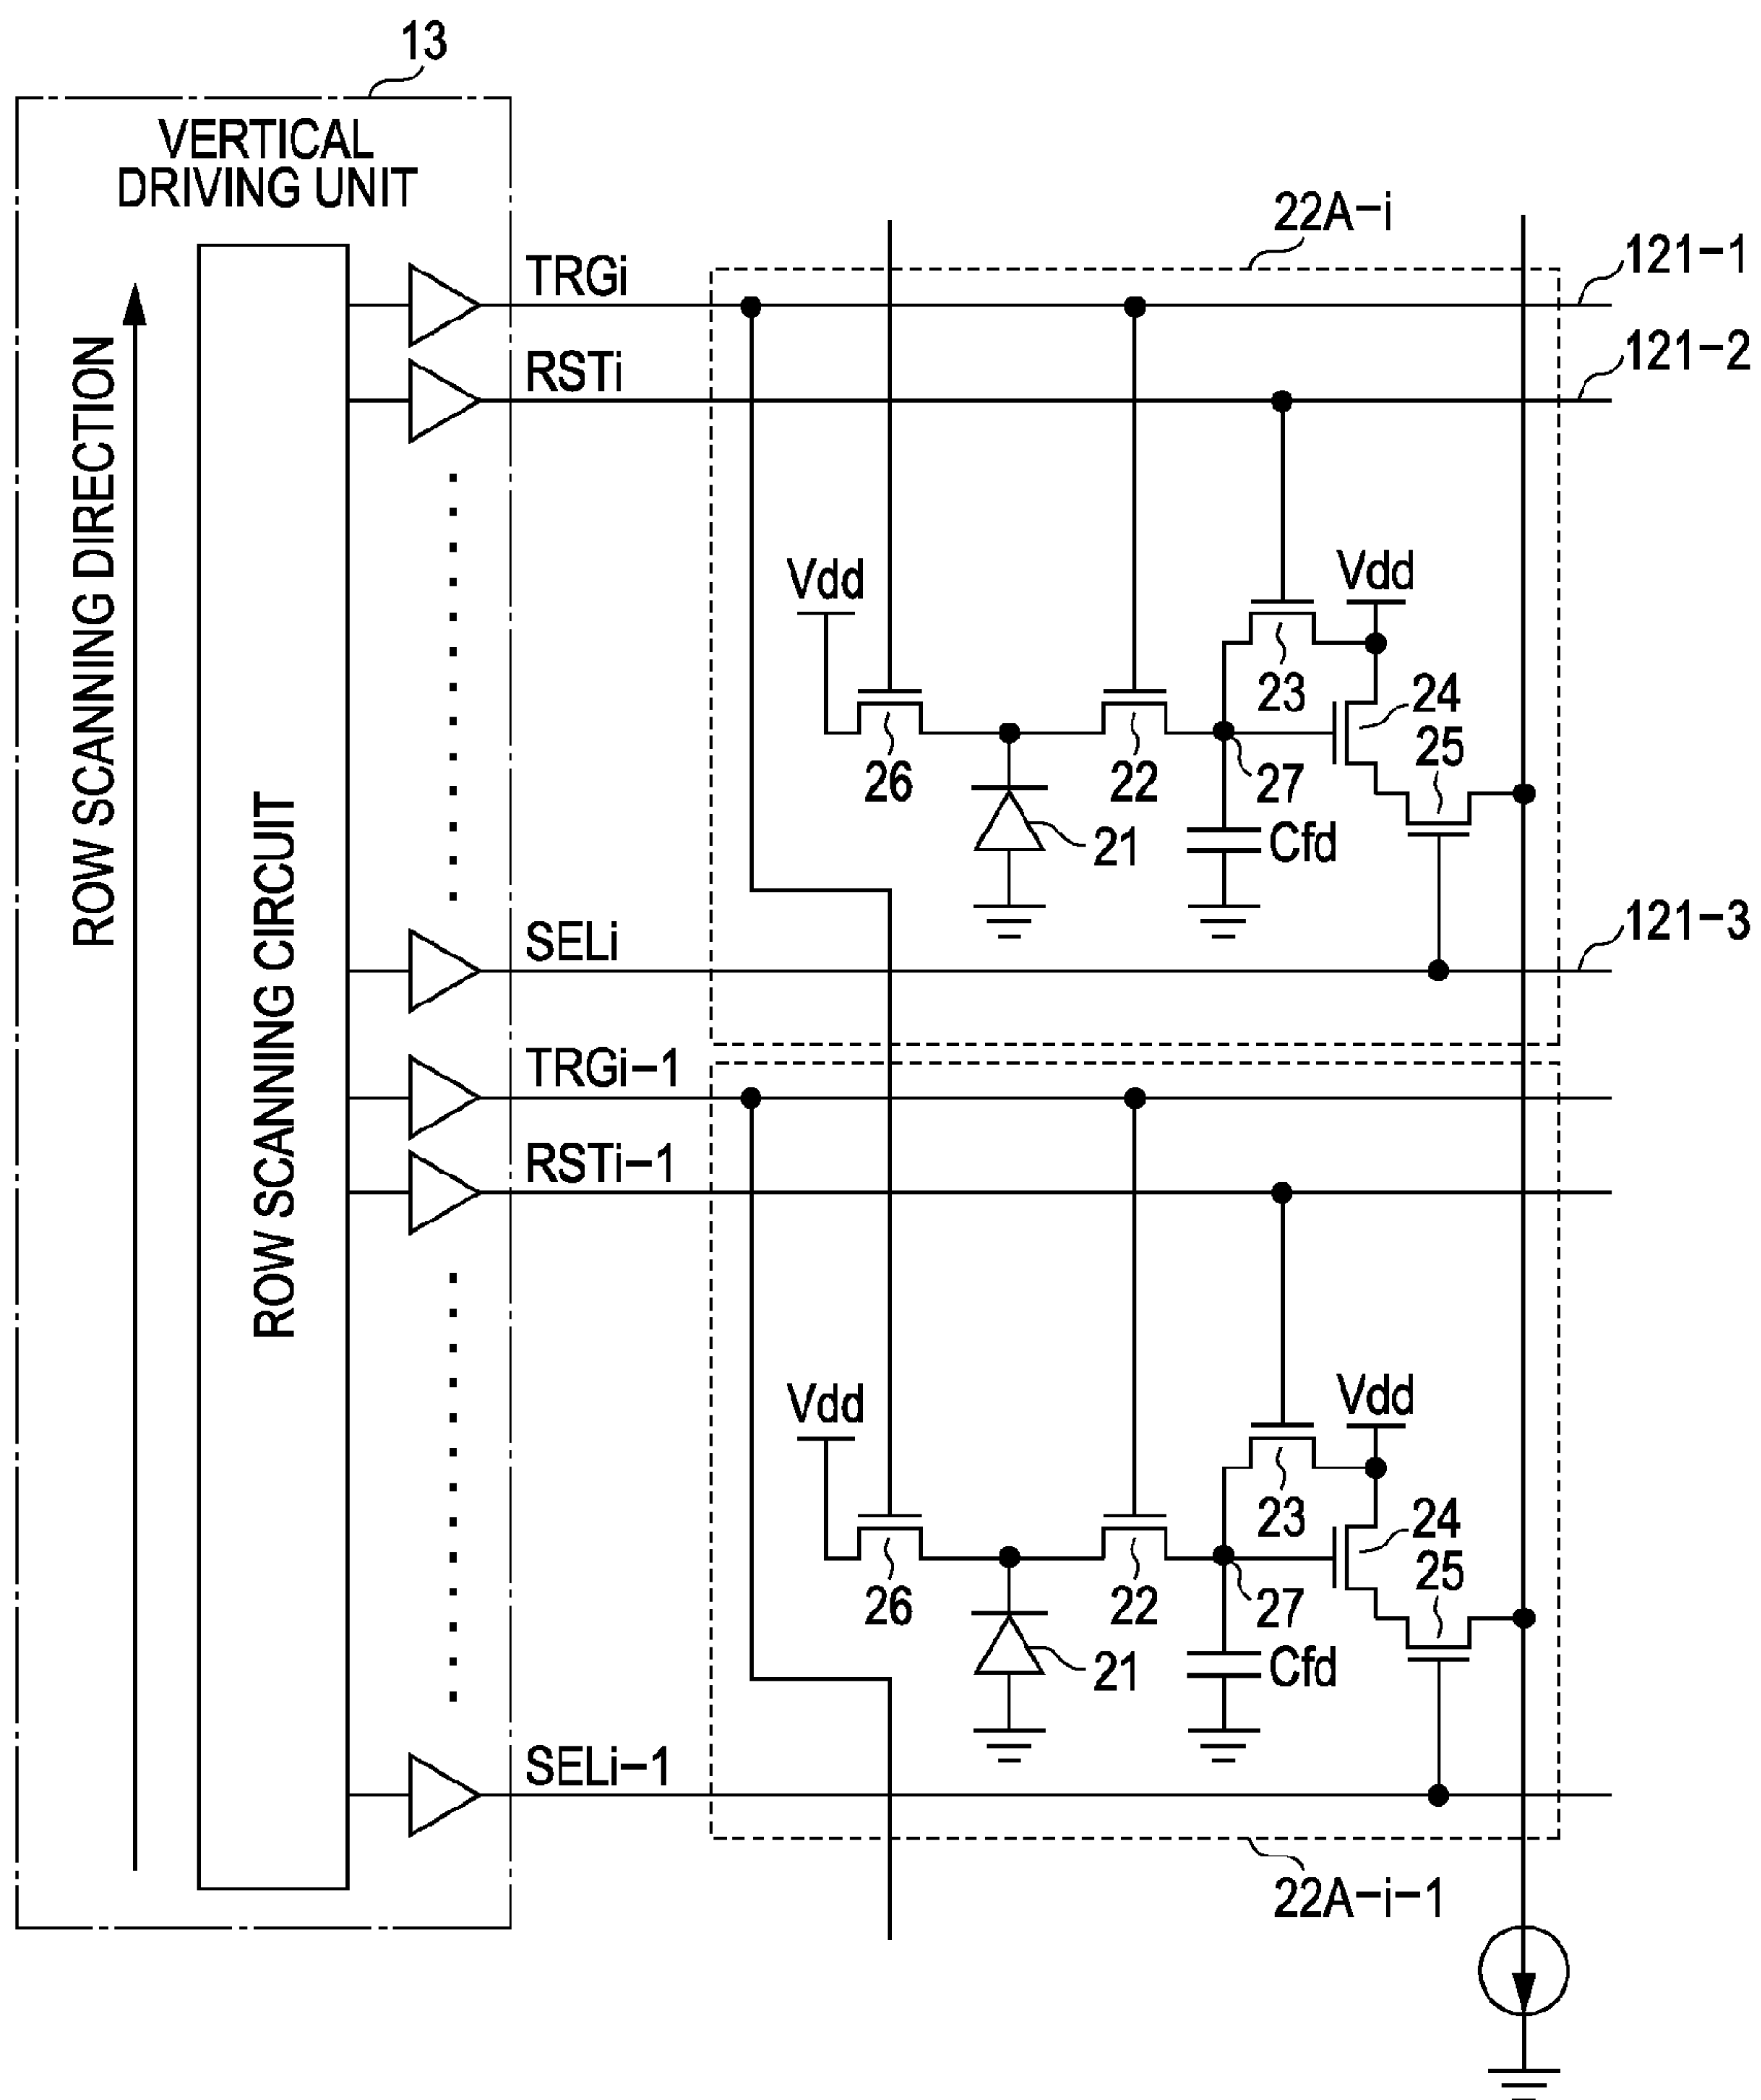 13
VERTICAL
DRIVING UNIT
ROW SCANNING DIRECTION
ROW SCANNING CIRCUIT
22A-i
TRGi
121-1
RSTi
121-2
Vdd
Vdd
23
24
25
26
22
27
21
Cfd
SELi
121-3
TRGi-1
RSTi-1
Vdd
Vdd
23
24
25
26
22
27
21
Cfd
SELi-1
22A-i-1